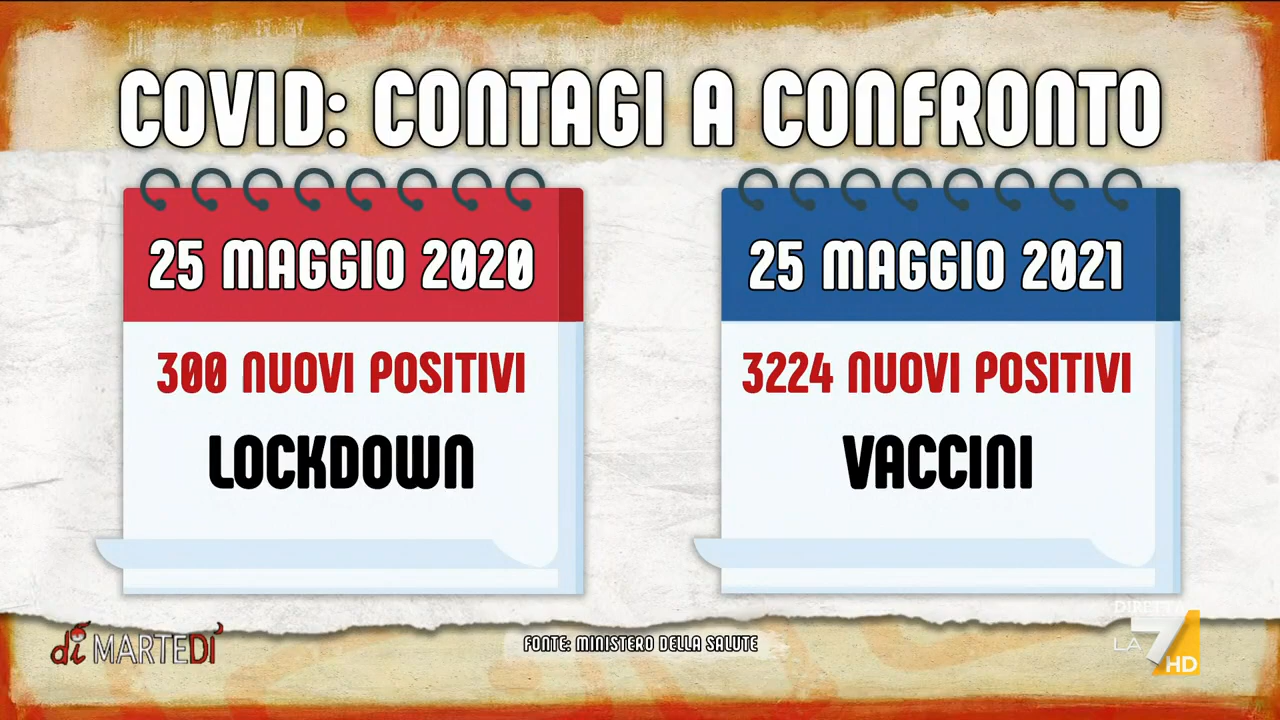 COVID: CONTAGI A CONFRONTO
25 MAGGIO 2020
300 NUOVI POSITIVI
LOCKDOWN
25 MAGGIO 2021
3224 NUOVI POSITIVI
VACCINI
di MARTEDÌ
FONTE: MINISTERO DELLA SALUTE
DIRETTA
LA 7 HD